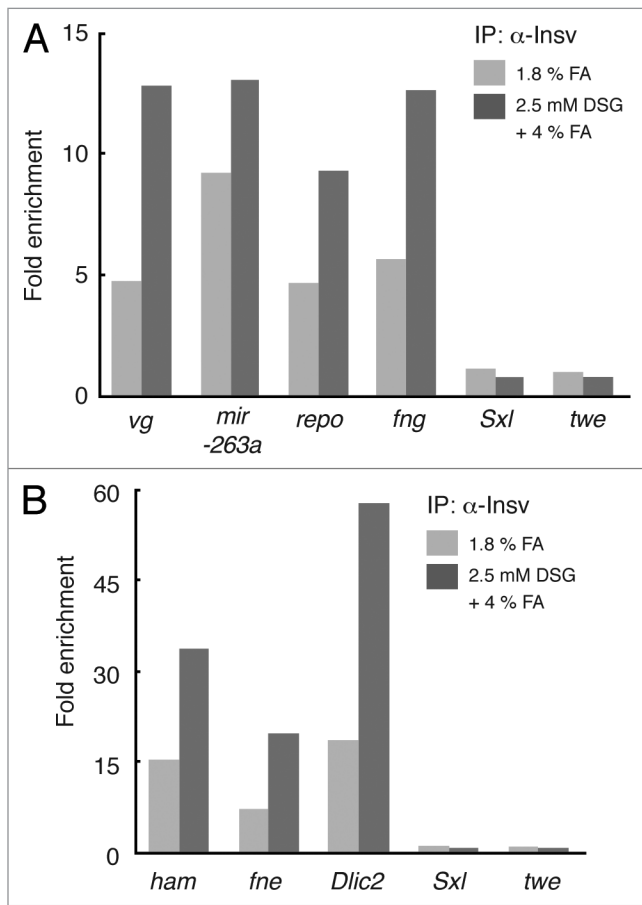 A
IP: α-Insv
1.8 % FA
2.5 mM DSG
+ 4 % FA
Fold enrichment
15
10
5
0
vg
mir
-263a
repo
fng
Sxl
twe
B
IP: α-Insv
1.8 % FA
2.5 mM DSG
+ 4 % FA
Fold enrichment
60
45
30
15
0
ham
fne
Dlic2
Sxl
twe